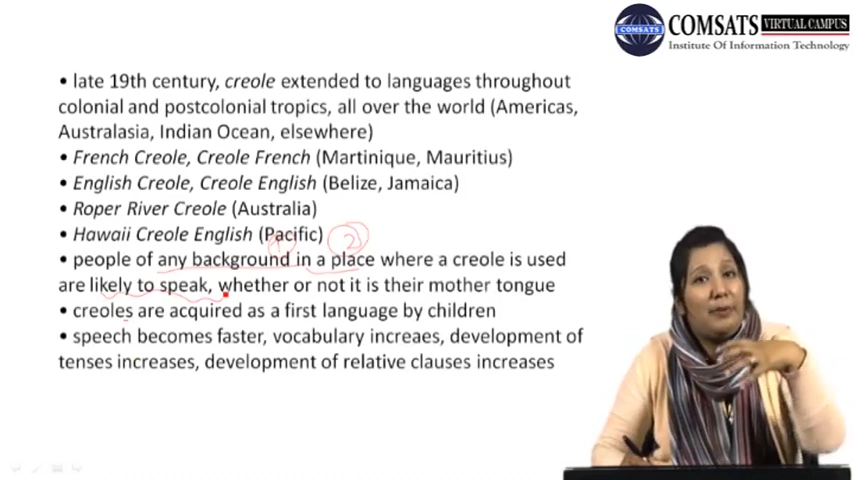 COMSATS
COMSATS VIRTUAL CAMPUS
Institute Of Information Technology
• late 19th century, creole extended to languages throughout
colonial and postcolonial tropics, all over the world (Americas,
Australasia, Indian Ocean, elsewhere)
• French Creole, Creole French (Martinique, Mauritius)
• English Creole, Creole English (Belize, Jamaica)
• Roper River Creole (Australia)
• Hawaii Creole English (Pacific)
1 2
• people of any background in a place where a creole is used
are likely to speak, whether or not it is their mother tongue
• creoles are acquired as a first language by children
• speech becomes faster, vocabulary increaes, development of
tenses increases, development of relative clauses increases